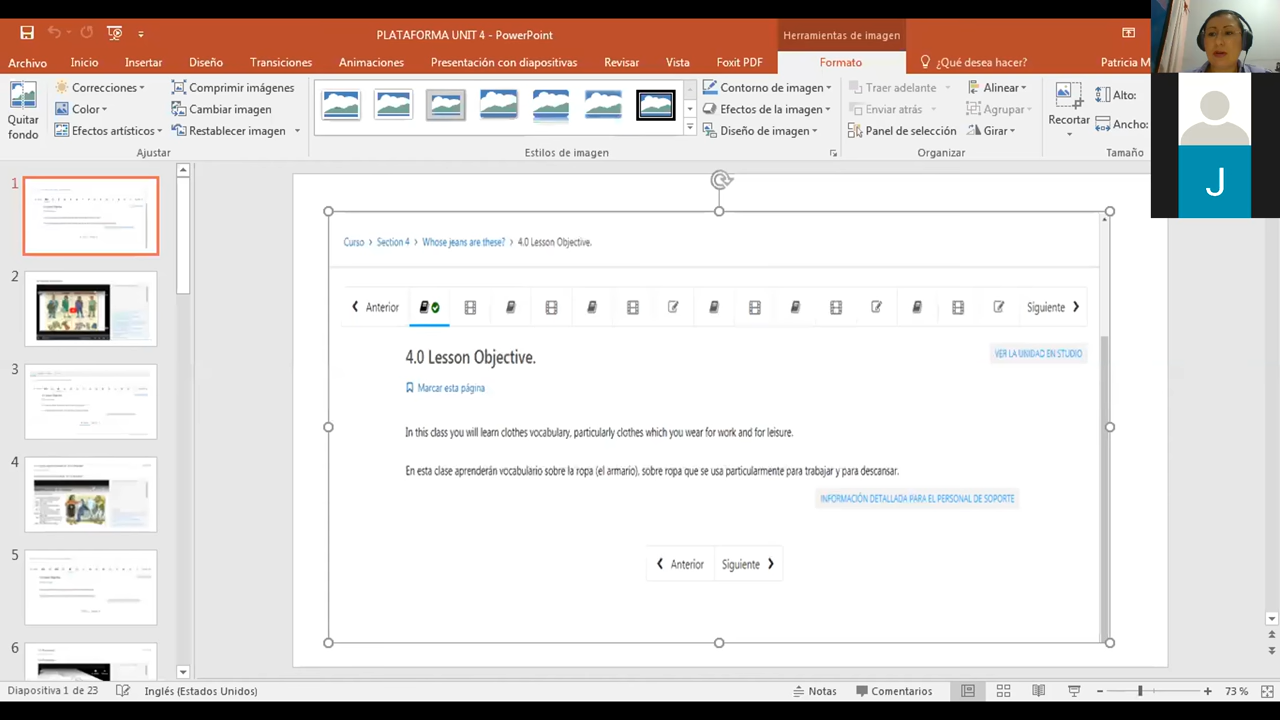 PLATAFORMA UNIT 4 - PowerPoint
Herramientas de imagen
Archivo Inicio Insertar Diseño Transiciones Animaciones Presentación con diapositivas Revisar Vista Foxit PDF Formato ¿Qué desea hacer? Patricia M
Quitar fondo
Correcciones
Color
Efectos artísticos
Comprimir imágenes
Cambiar imagen
Restablecer imagen
Ajustar
Estilos de imagen
Contorno de imagen
Efectos de la imagen
Diseño de imagen
Traer adelante
Enviar atrás
Panel de selección
Alinear
Agrupar
Girar
Organizar
Recortar
Alto:
Ancho:
Tamaño
J
1
2
3
4
5
6
Curso > Section 4 > Whose jeans are these? > 4.0 Lesson Objective.
Anterior
Siguiente
4.0 Lesson Objective.
VER LA UNIDAD EN STUDIO
Marcar esta página
In this class you will learn clothes vocabulary, particularly clothes which you wear for work and for leisure.
En esta clase aprenderán vocabulario sobre la ropa (el armario), sobre ropa que se usa particularmente para trabajar y para descansar.
INFORMACIÓN DETALLADA PARA EL PERSONAL DE SOPORTE
Anterior Siguiente
Diapositiva 1 de 23 Inglés (Estados Unidos) Notas Comentarios 73 %